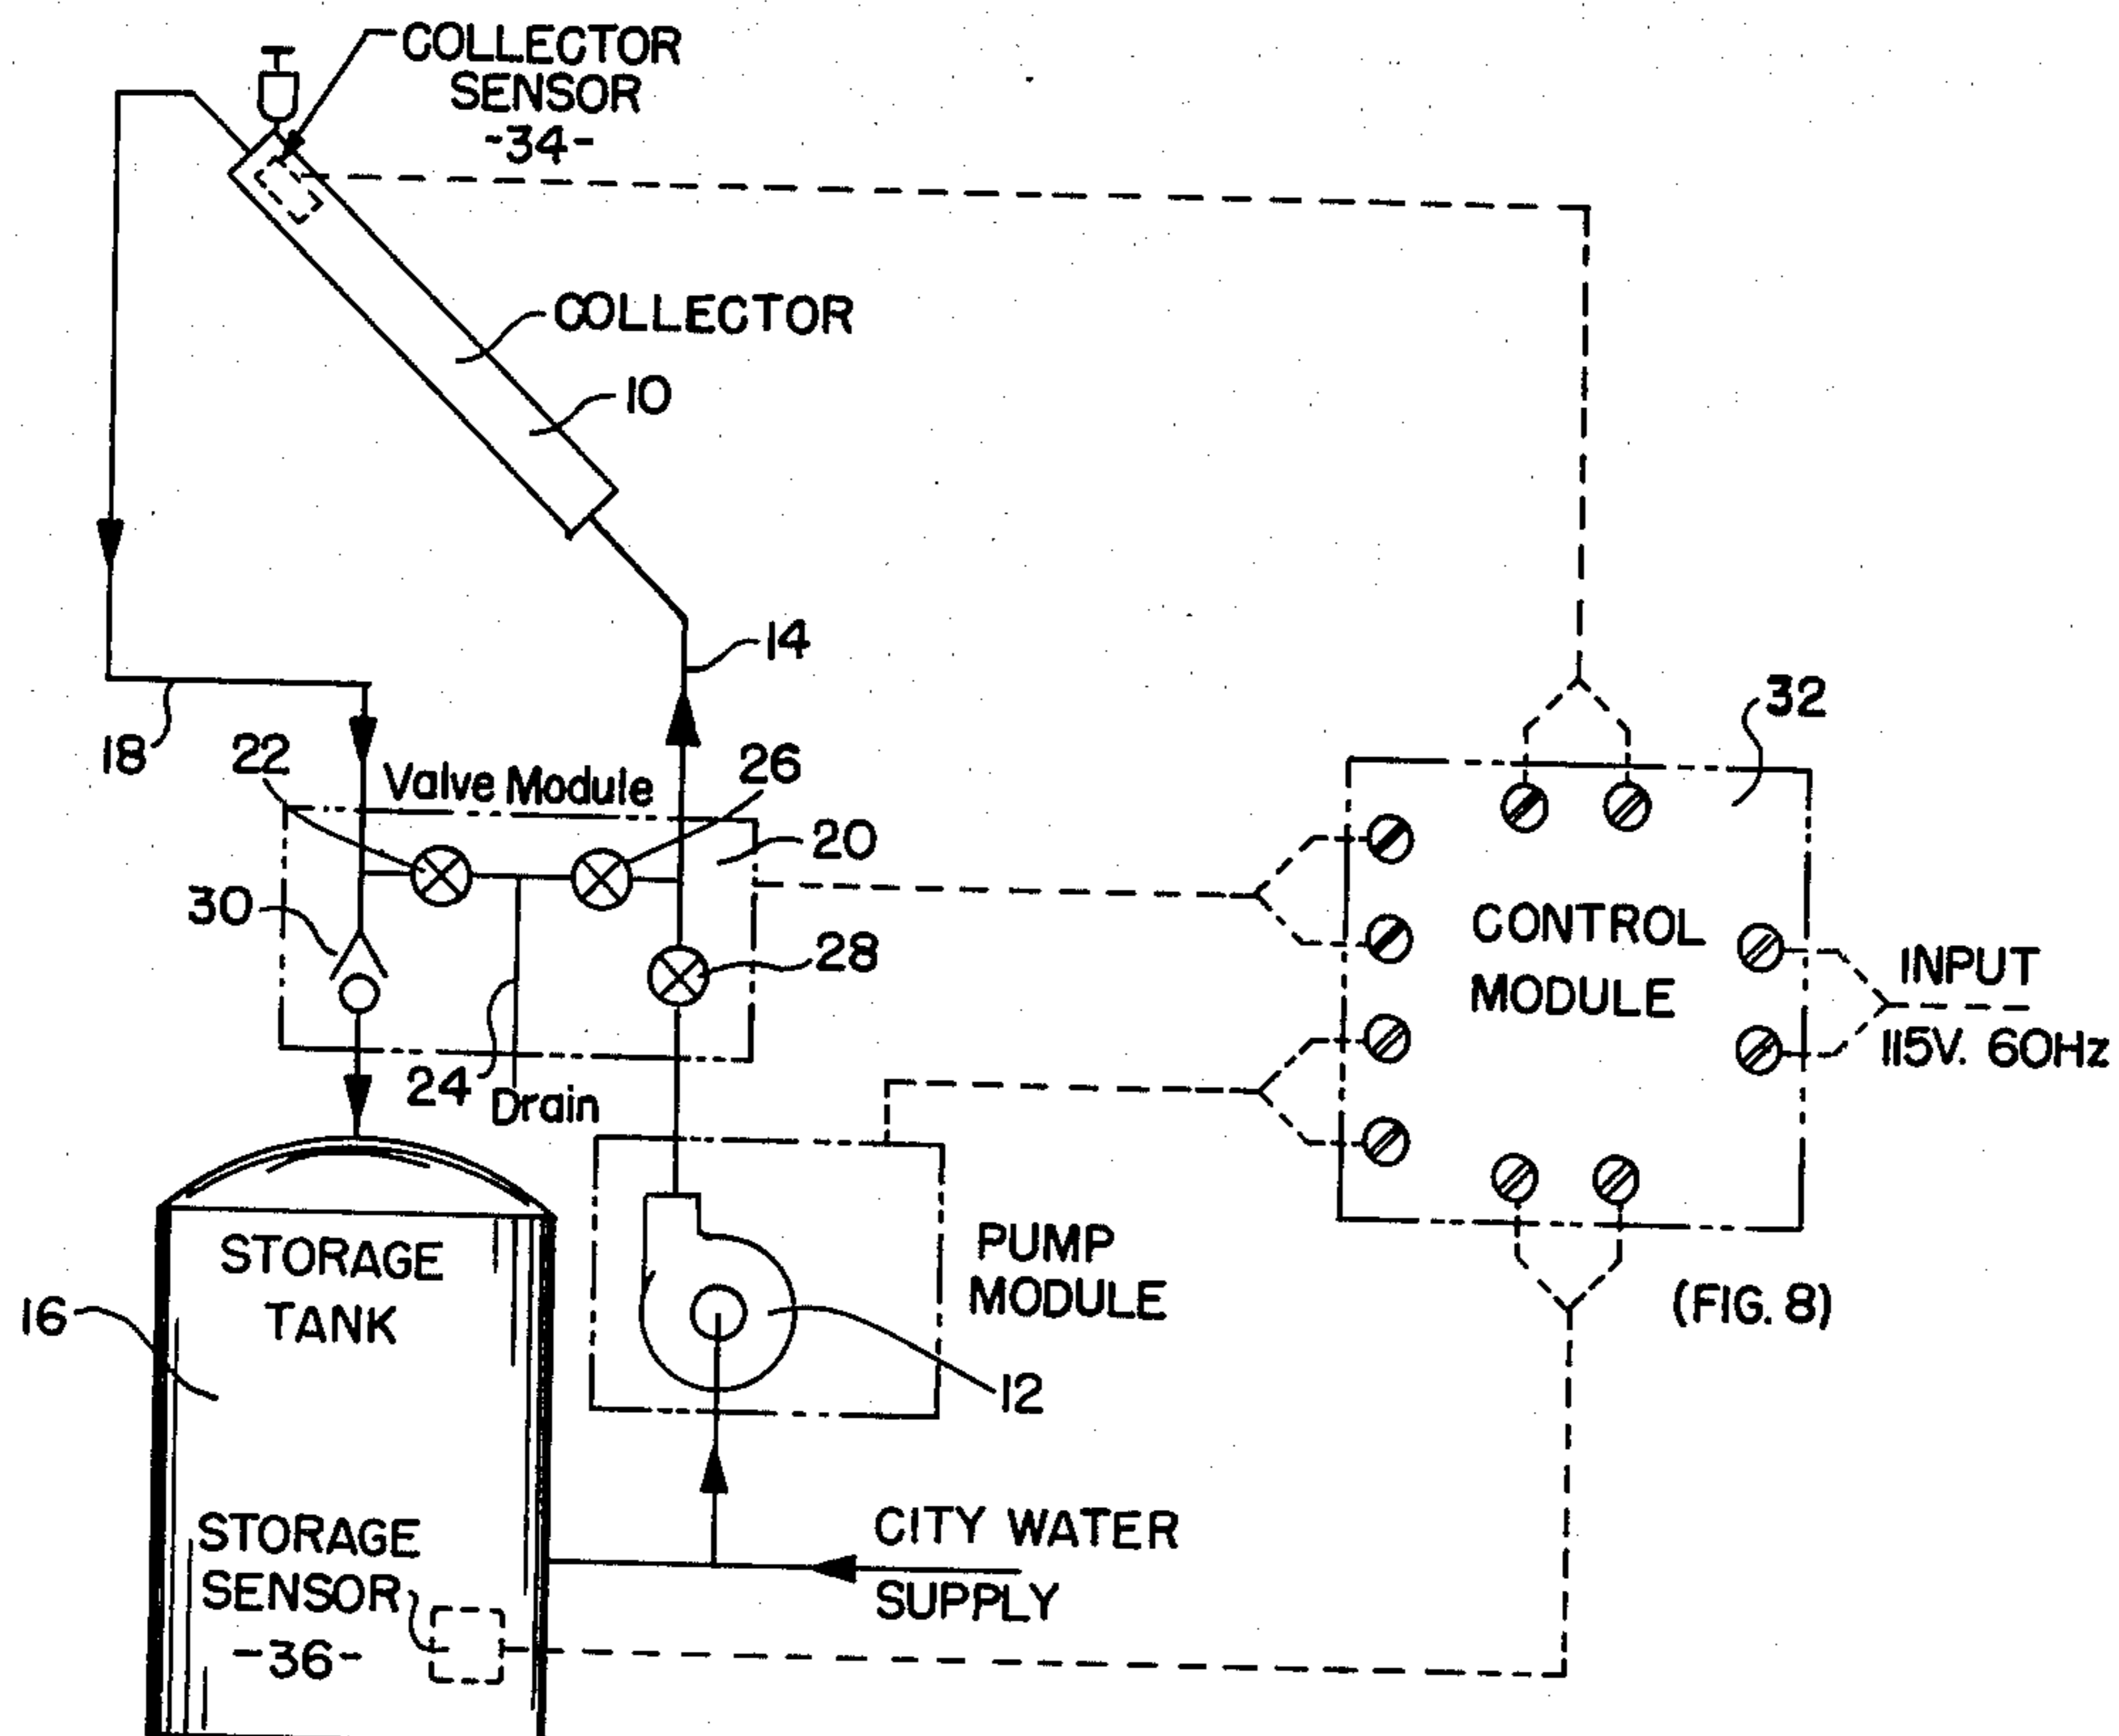 COLLECTOR
SENSOR
-34-
COLLECTOR
10
14
18
22
Valve Module
26
20
32
30
28
CONTROL
MODULE
INPUT
115V. 60Hz
24
Drain
STORAGE
TANK
PUMP
MODULE
(FIG. 8)
16
12
CITY WATER
SUPPLY
STORAGE
SENSOR
-36-